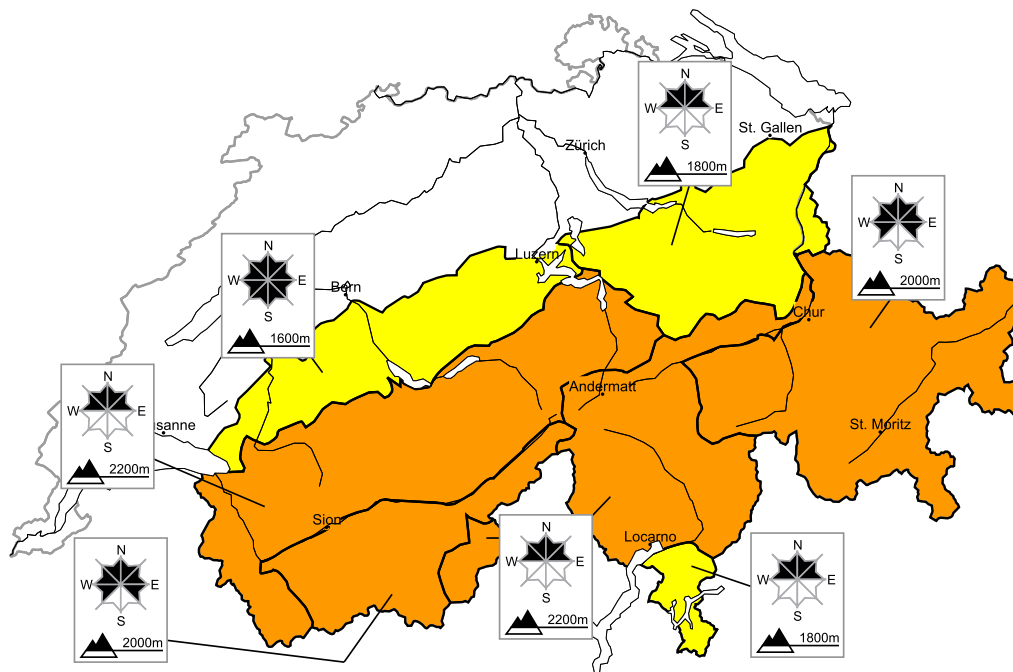 N
W E
S
1800m
St. Gallen
Zürich
N
W E
S
2000m
N
W E
S
1600m
Luzern
Bern
Chur
Andermatt
N
W E
S
2200m
sanne
St. Moritz
Sion
Locarno
N
W E
S
2000m
N
W E
S
2200m
N
W E
S
1800m